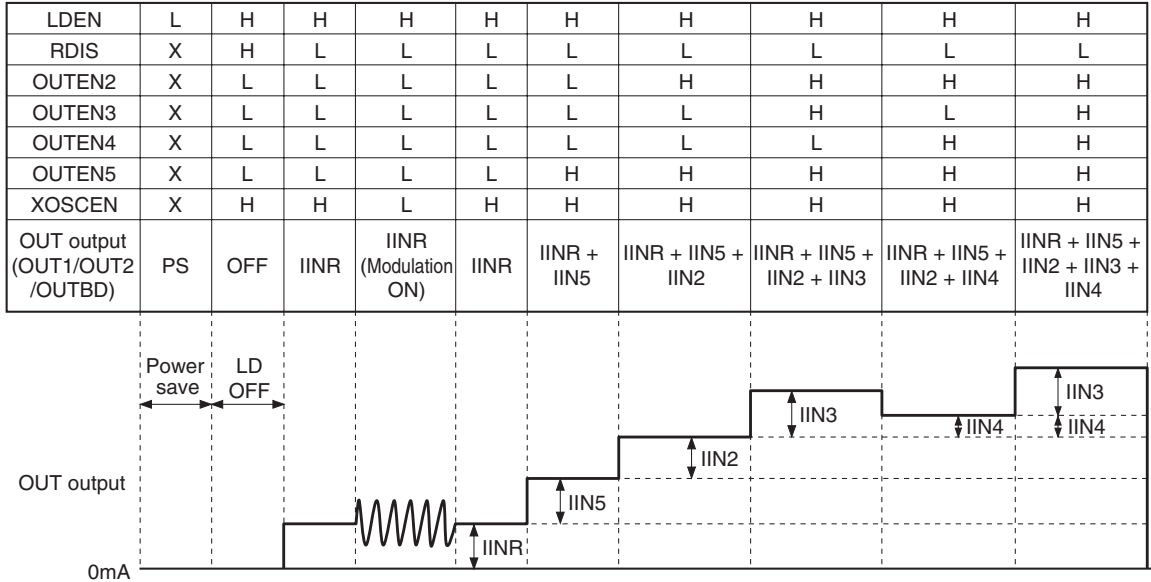 LDEN L H H H H H H H H H
RDIS X H L L L L L L L L
OUTEN2 X L L L L L H H H H
OUTEN3 X L L L L L L H L H
OUTEN4 X L L L L L L L H H
OUTEN5 X L L L L H H H H H
XOSCEN X H H L H H H H H H
OUT output
(OUT1/OUT2
/OUTBD)
PS
OFF
IINR
IINR
(Modulation
ON)
IINR
IINR +
IIN5
IINR + IIN5 +
IIN2
IINR + IIN5 +
IIN2 + IIN3
IINR + IIN5 +
IIN2 + IIN4
IINR + IIN5 +
IIN2 + IIN3 +
IIN4
Power
save
LD
OFF
IIN3
IIN3
IIN4
IIN4
IIN2
OUT output
IIN5
IINR
0mA